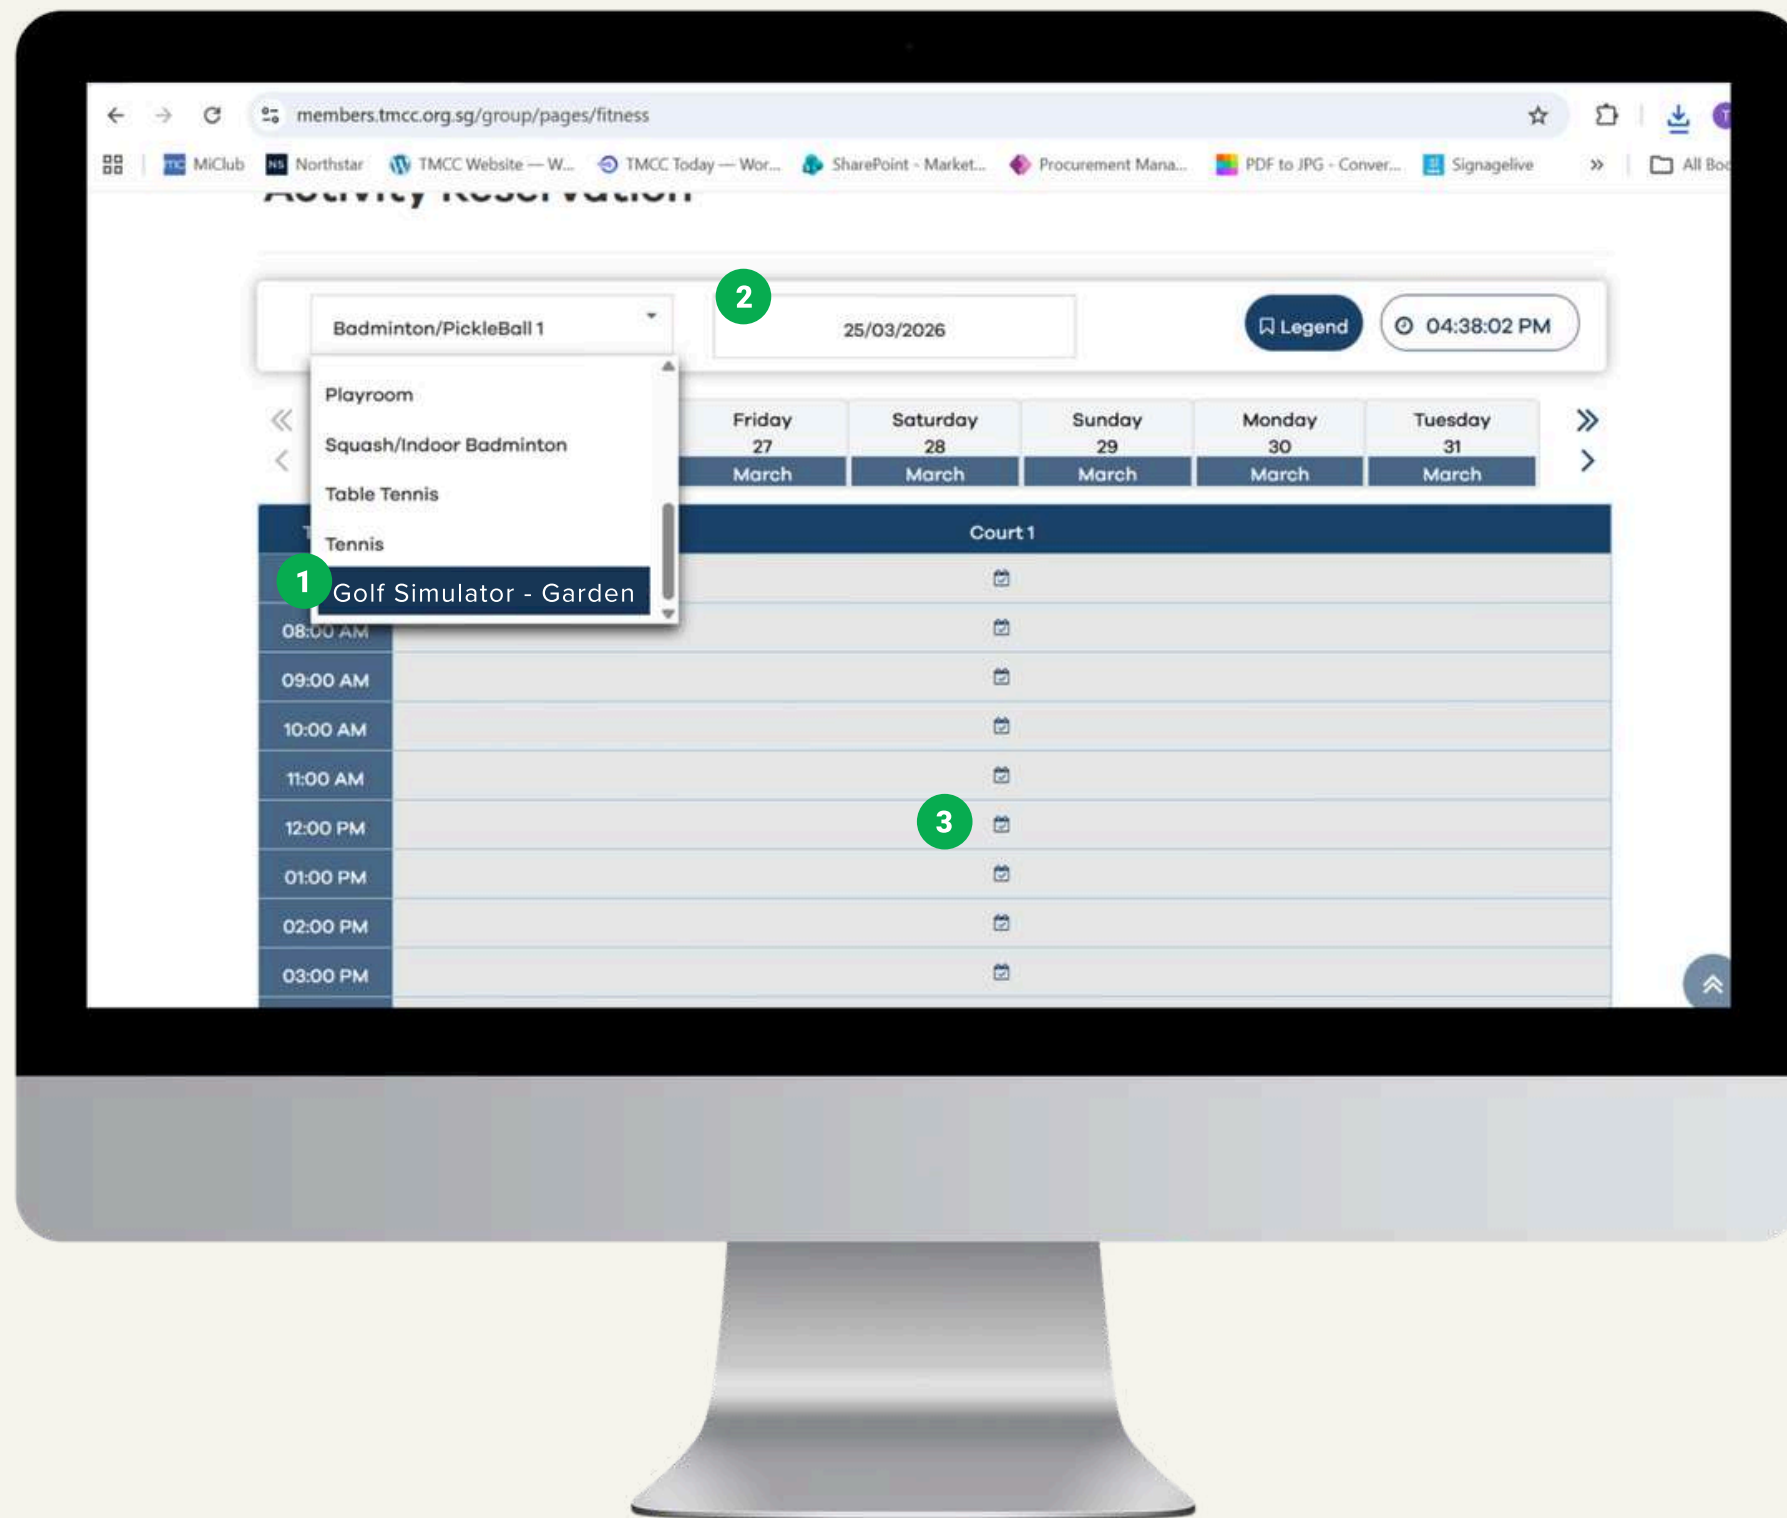 members.tmcc.org.sg/group/pages/fitness
MiClub Northstar TMCC Website — W... TMCC Today — Wor... SharePoint - Market... Procurement Mana... PDF to JPG - Conver... Signagelive » All Boo
Activity Reservation
2
Badminton/PickleBall 1 25/03/2026 Legend 04:38:02 PM
Playroom
Squash/Indoor Badminton
Table Tennis
Tennis
1 Golf Simulator - Garden
Friday Saturday Sunday Monday Tuesday
27 28 29 30 31
March March March March March
Court 1
08:00 AM
09:00 AM
10:00 AM
11:00 AM
12:00 PM 3
01:00 PM
02:00 PM
03:00 PM